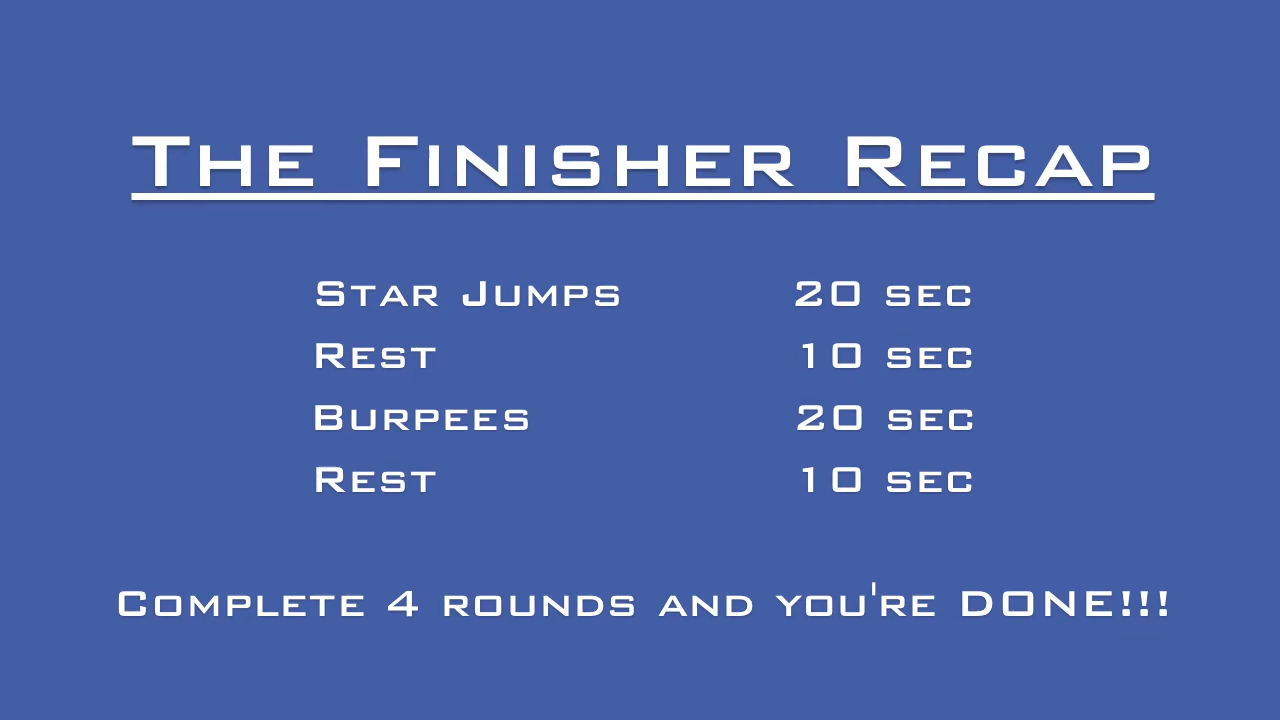 The Finisher Recap
Star Jumps 20 sec
Rest 10 sec
Burpees 20 sec
Rest 10 sec
Complete 4 rounds and you're DONE!!!